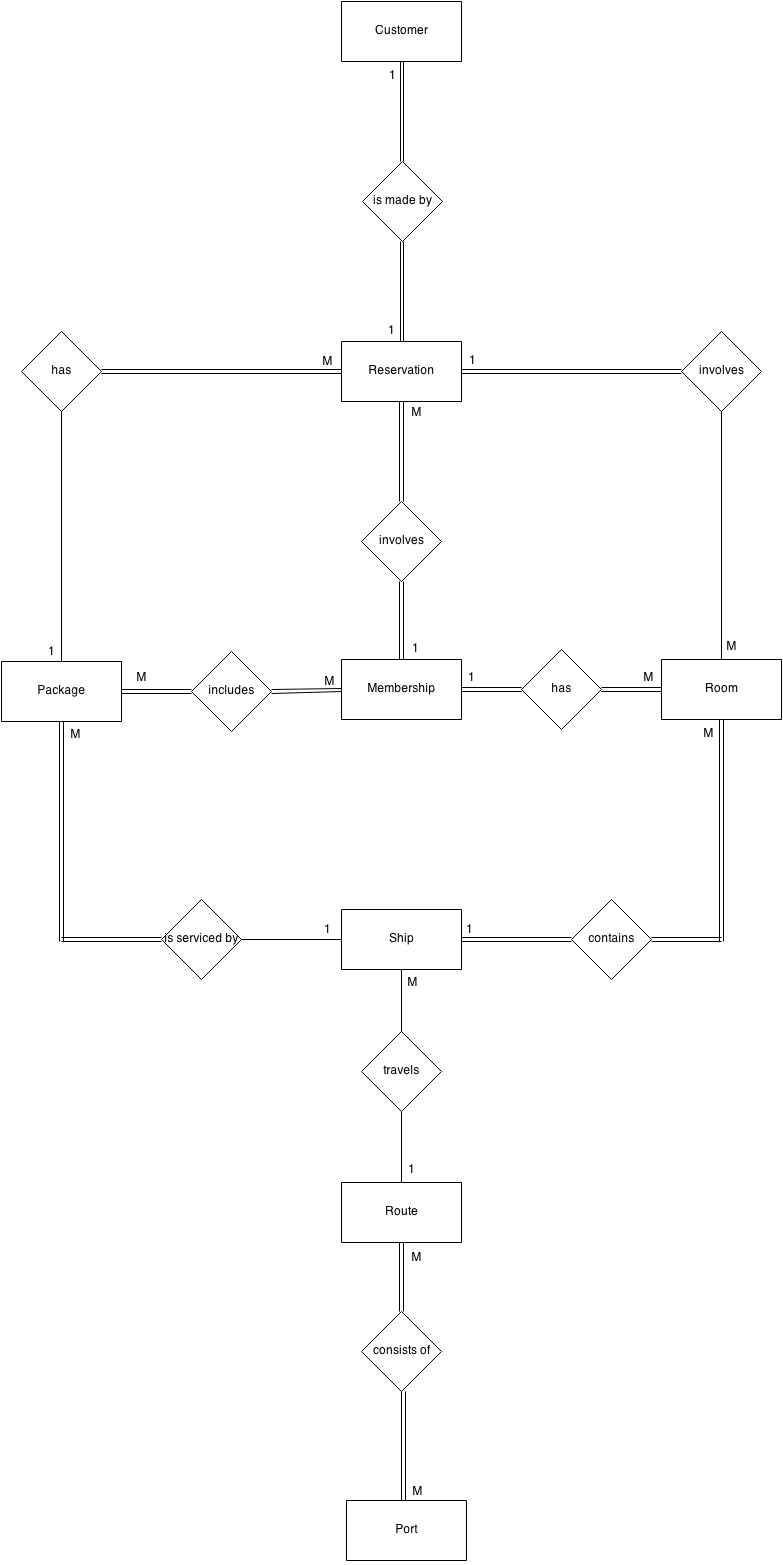 Customer
1
is made by
1
has
M
Reservation
1
involves
M
involves
1
1
M
Package
M
includes
M
Membership
1
has
M
Room
M
M
is serviced by
1
Ship
1
contains
M
travels
1
Route
M
consists of
M
Port